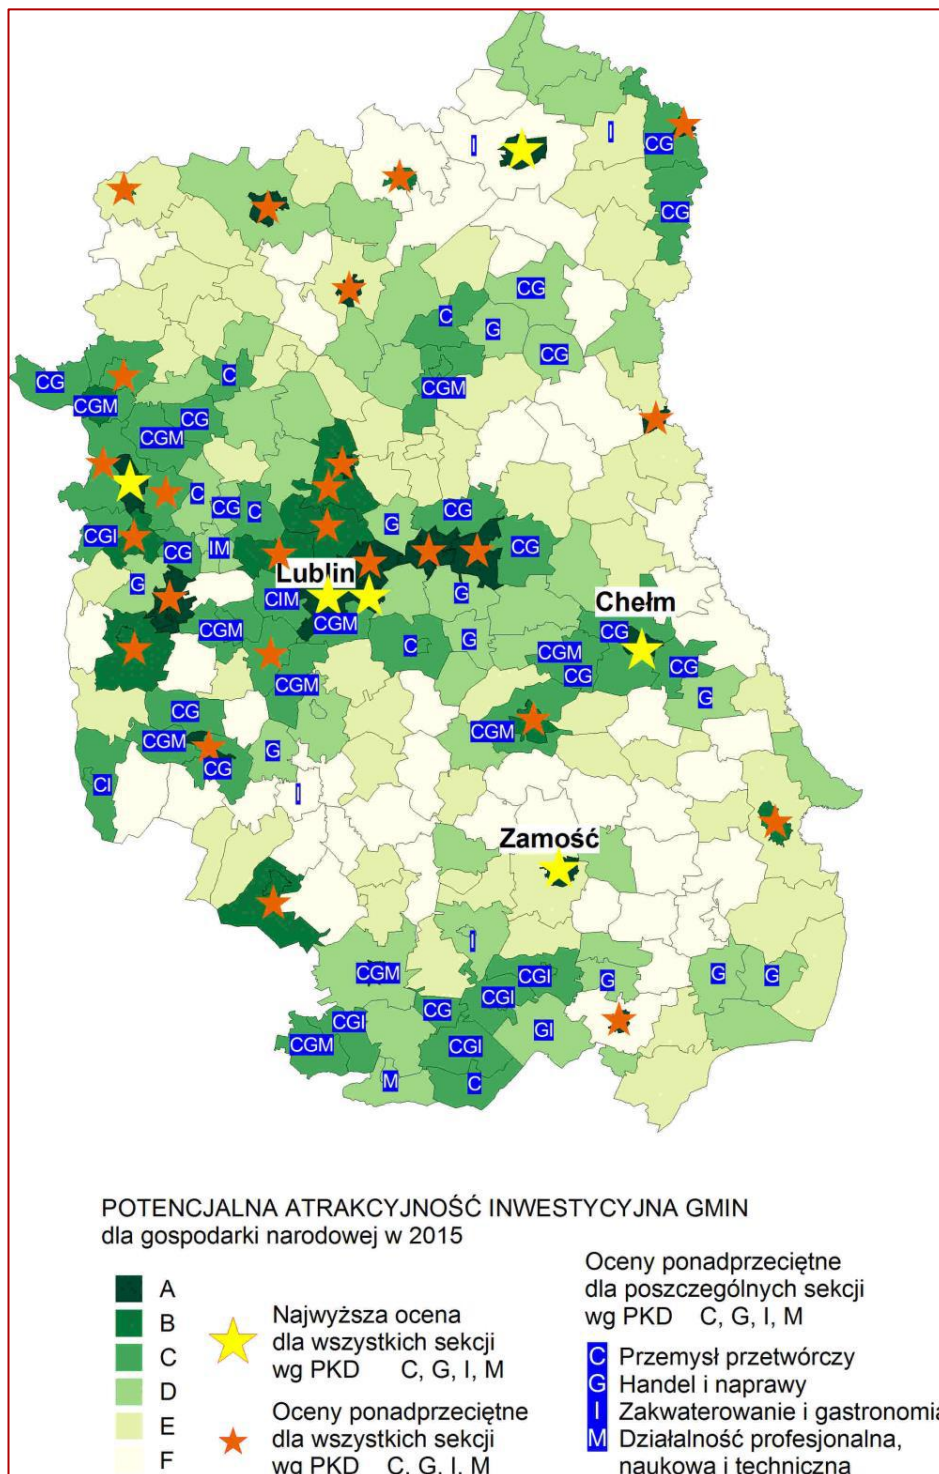 I
I
CG
CG
CG
C
G
CG
CGM
C
CG
CGM
CG
CGM
C
CG
C
G
CG
CG
CGI
CG
IM
Lublin
G
CIM
CGM
G
Chełm
CG
CGM
C
G
CGM
CG
CG
CGM
G
CG
CGM
CG
G
CGM
CI
I
Zamość
I
CGM
CGI
G
G
G
CGI
CG
CGI
GI
CGM
CGI
M
C
POTENCJALNA ATRAKCYJNOŚĆ INWESTYCYJNA GMIN
dla gospodarki narodowej w 2015
A
B
C
D
E
F
Najwyższa ocena
dla wszystkich sekcji
wg PKD C, G, I, M
Oceny ponadprzeciętne
dla wszystkich sekcji
wg PKD C, G, I, M
Oceny ponadprzeciętne
dla poszczególnych sekcji
wg PKD C, G, I, M
C Przemysł przetwórczy
G Handel i naprawy
I Zakwaterowanie i gastronomia
M Działalność profesjonalna,
naukowa i techniczna